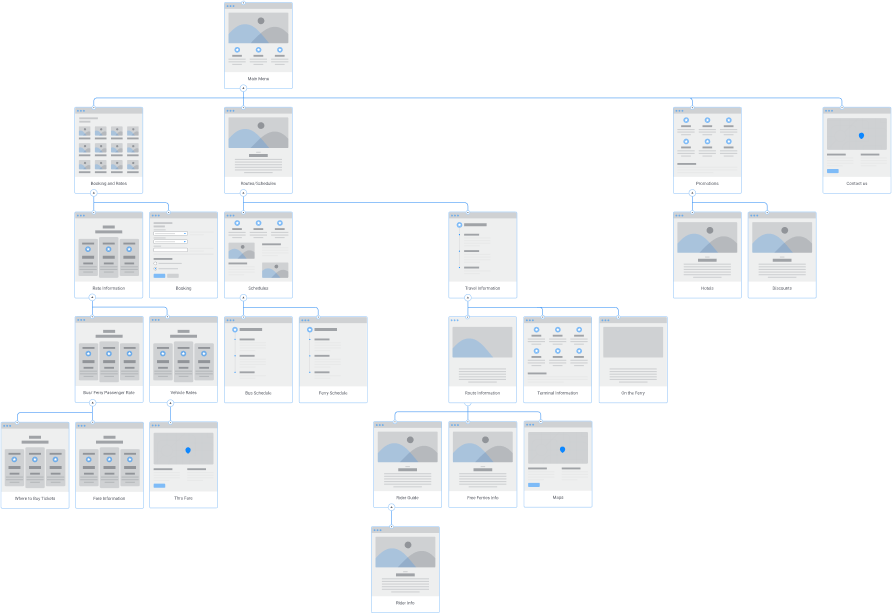 Main Menu
Booking and Rates
Routes/Schedules
Promotions
Contact us
Rate Information
Booking
Schedules
Travel Information
Hotels
Discounts
Bus/ Ferry Passenger Rate
Vehicle Rates
Bus Schedule
Ferry Schedule
Route Information
Terminal Information
On the Ferry
Where to Buy Tickets
Fare Information
Thru Fare
Rider Guide
Free Ferries Info
Maps
Rider Info